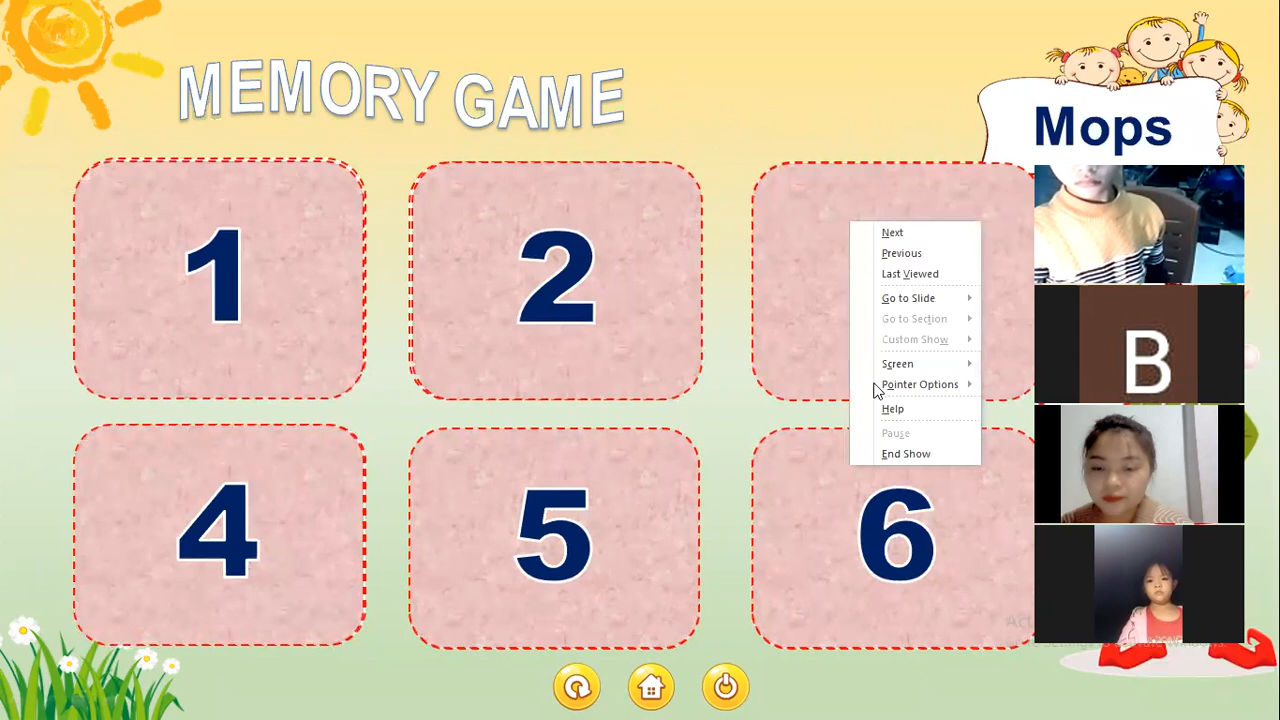 MEMORY GAME
Mops
1
2
4
5
6
Next
Previous
Last Viewed
Go to Slide
Go to Section
Custom Show
Screen
Pointer Options
Help
Pause
End Show
B